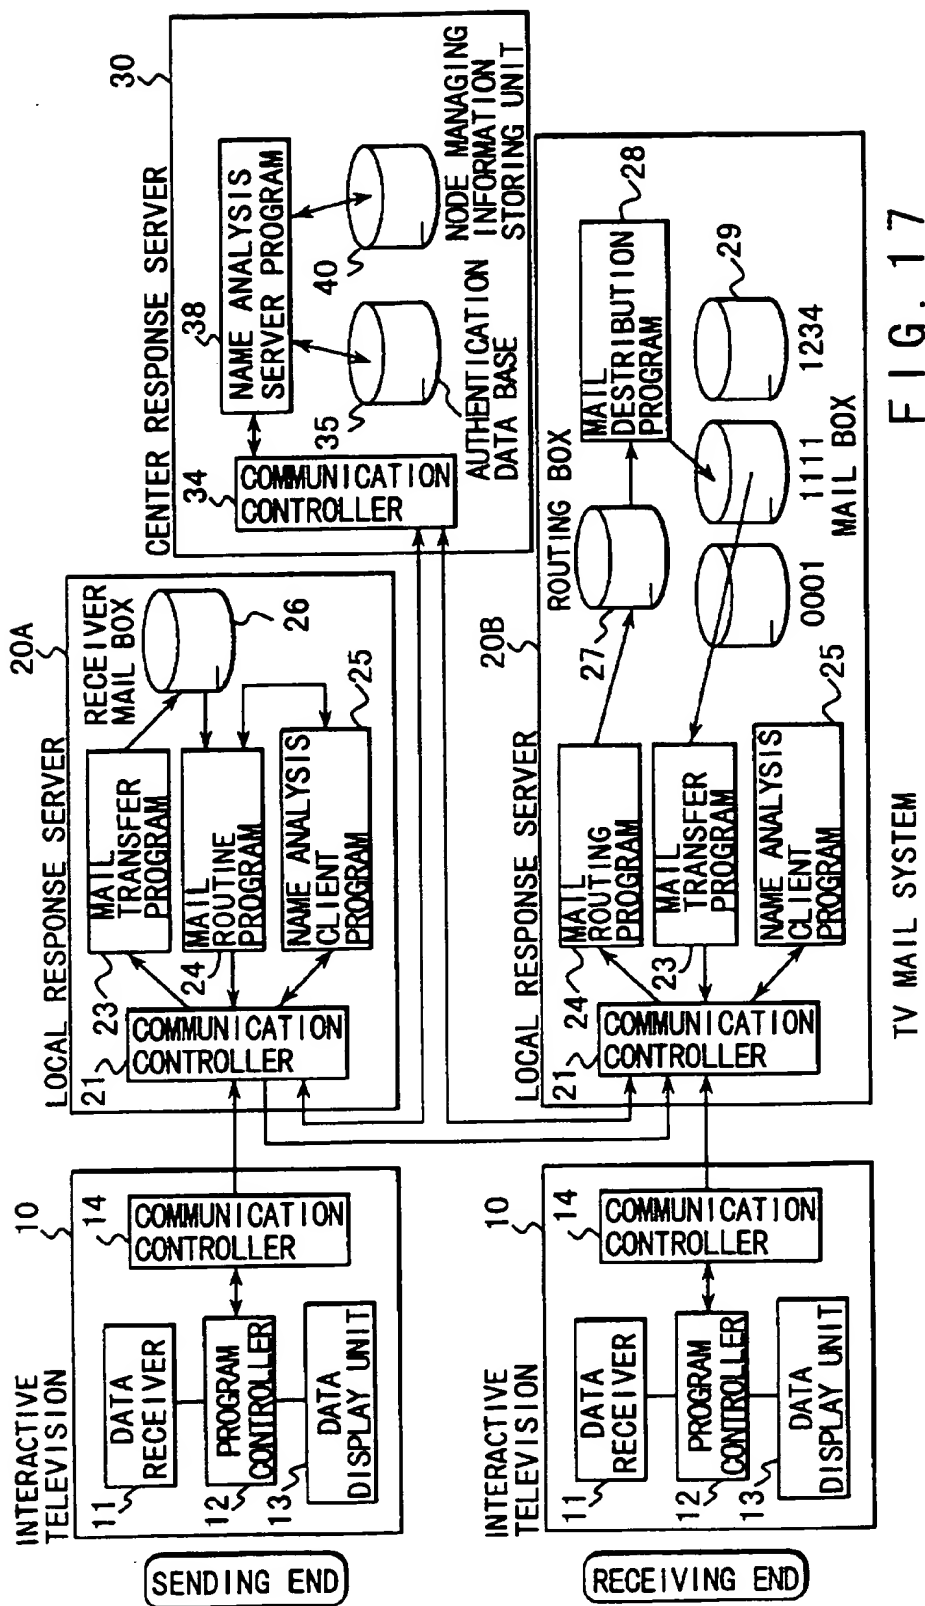 SENDING END
INTERACTIVE
TELEVISION
10
11
DATA
RECEIVER
12
PROGRAM
CONTROLLER
13
DATA
DISPLAY UNIT
14
COMMUNICATION
CONTROLLER
LOCAL RESPONSE SERVER
20A
21
COMMUNICATION
CONTROLLER
23
MAIL
TRANSFER
PROGRAM
24
MAIL
ROUTINE
PROGRAM
NAME ANALYSIS
CLIENT
PROGRAM
25
RECEIVER
MAIL BOX
26
CENTER RESPONSE SERVER
30
34
COMMUNICATION
CONTROLLER
38
NAME ANALYSIS
SERVER PROGRAM
35
AUTHENTICATION
DATA BASE
40
NODE MANAGING
INFORMATION
STORING UNIT
RECEIVING END
INTERACTIVE
TELEVISION
10
11
DATA
RECEIVER
12
PROGRAM
CONTROLLER
13
DATA
DISPLAY UNIT
14
COMMUNICATION
CONTROLLER
LOCAL RESPONSE SERVER
20B
21
COMMUNICATION
CONTROLLER
24
MAIL
ROUTING
PROGRAM
23
MAIL
TRANSFER
PROGRAM
NAME ANALYSIS
CLIENT
PROGRAM
25
ROUTING BOX
27
MAIL
DESTRIBUTION
PROGRAM
28
29
0001
1111
1234
MAIL BOX
TV MAIL SYSTEM
FIG. 17